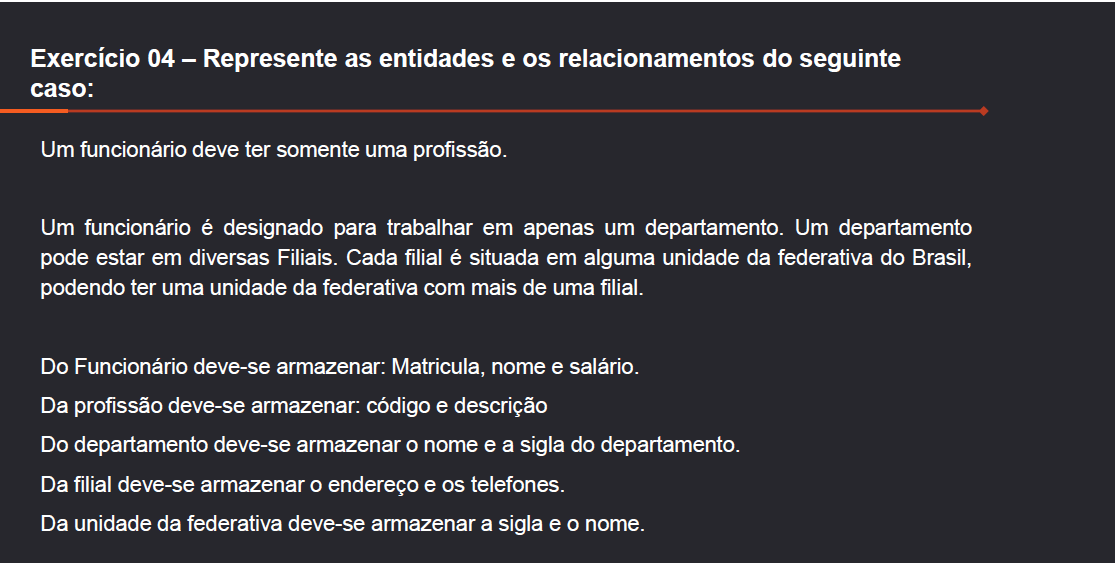 Exercício 04 – Represente as entidades e os relacionamentos do seguinte
caso:
Um funcionário deve ter somente uma profissão.
Um funcionário é designado para trabalhar em apenas um departamento. Um departamento
pode estar em diversas Filiais. Cada filial é situada em alguma unidade da federativa do Brasil,
podendo ter uma unidade da federativa com mais de uma filial.
Do Funcionário deve-se armazenar: Matricula, nome e salário.
Da profissão deve-se armazenar: código e descrição
Do departamento deve-se armazenar o nome e a sigla do departamento.
Da filial deve-se armazenar o endereço e os telefones.
Da unidade da federativa deve-se armazenar a sigla e o nome.